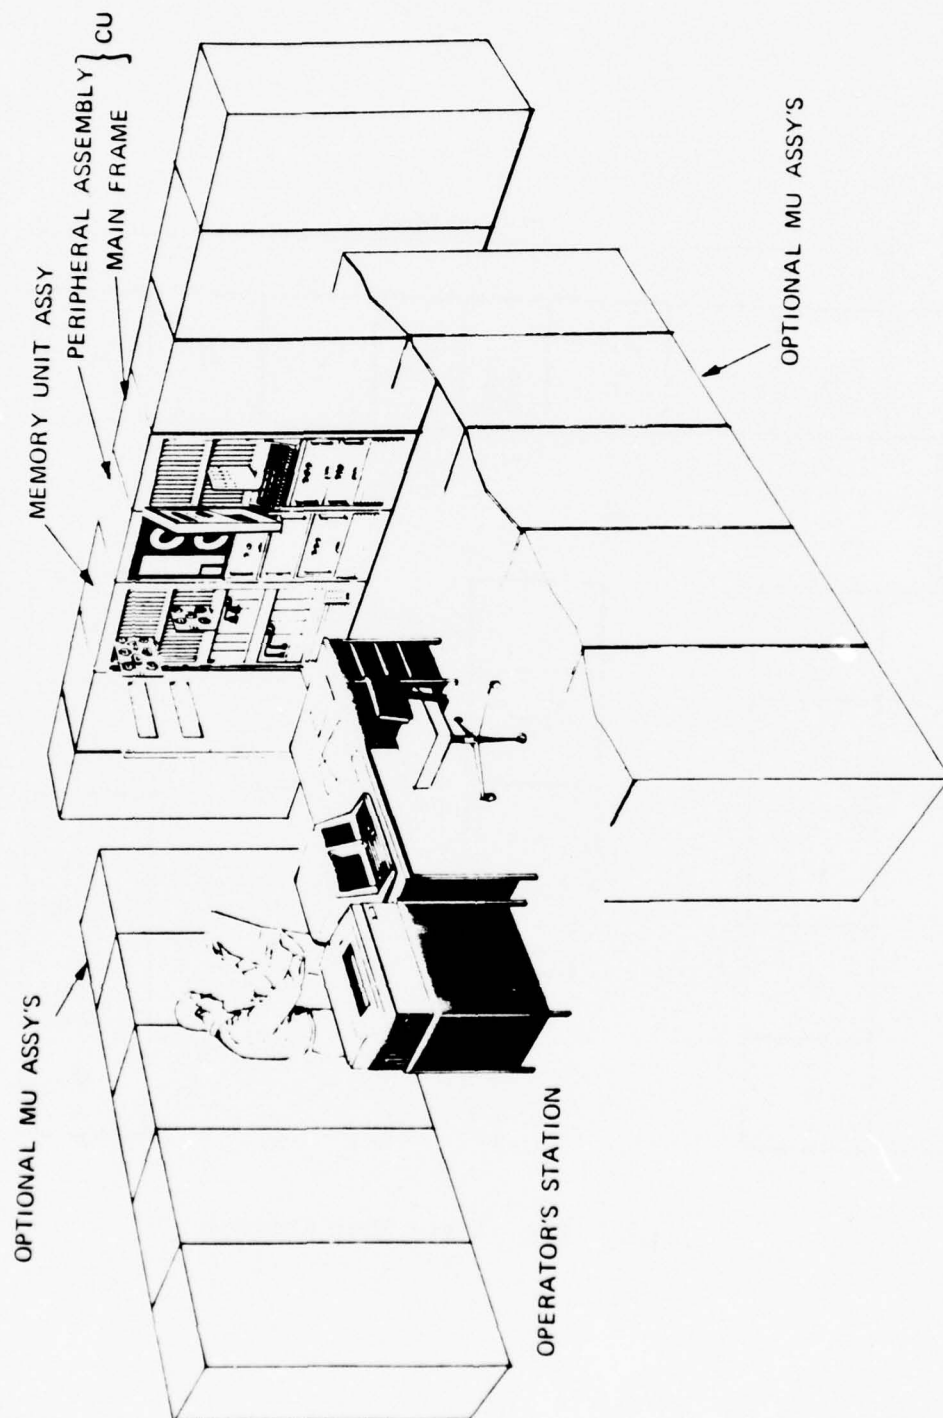 OPTIONAL MU ASSY'S
MEMORY UNIT ASSY
PERIPHERAL ASSEMBLY
MAIN FRAME
CU
OPERATOR'S STATION
OPTIONAL MU ASSY'S